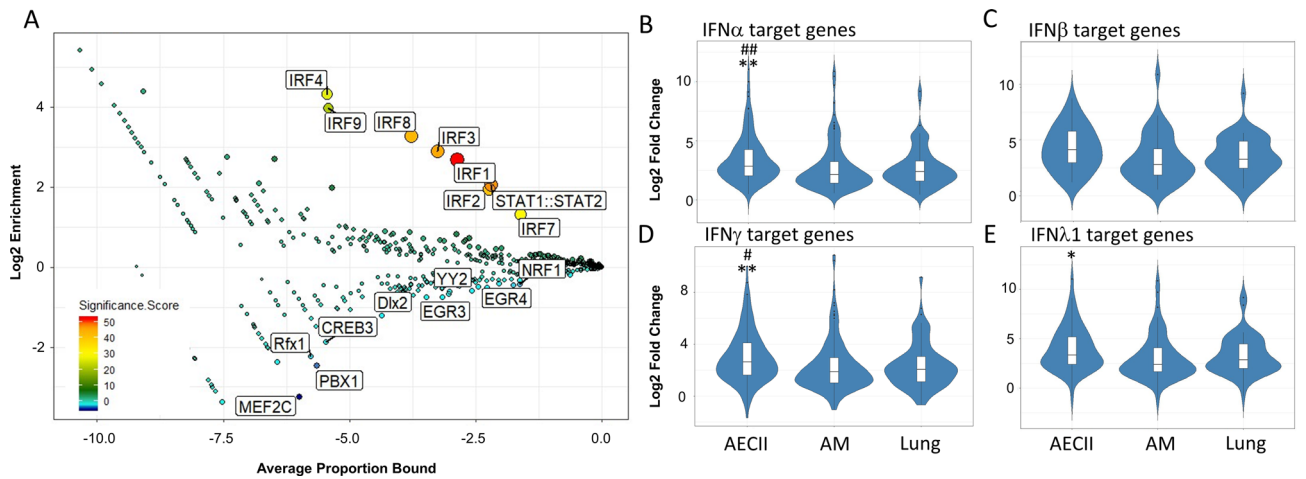 A
Log2 Enrichment
4
2
0
-2
IRF4
IRF9
IRF8
IRF3
IRF1
IRF2
STAT1::STAT2
IRF7
NRF1
YY2
EGR4
Dlx2
EGR3
CREB3
Rfx1
PBX1
MEF2C
Significance.Score
50
40
30
20
10
0
-10.0 -7.5 -5.0 -2.5 0.0
Average Proportion Bound
B
IFNα target genes
##
**
Log2 Fold Change
10
5
0
C
IFNβ target genes
10
5
0
D
IFNγ target genes
#
**
Log2 Fold Change
8
4
0
AECII AM Lung
E
IFNλ1 target genes
*
10
5
0
AECII AM Lung